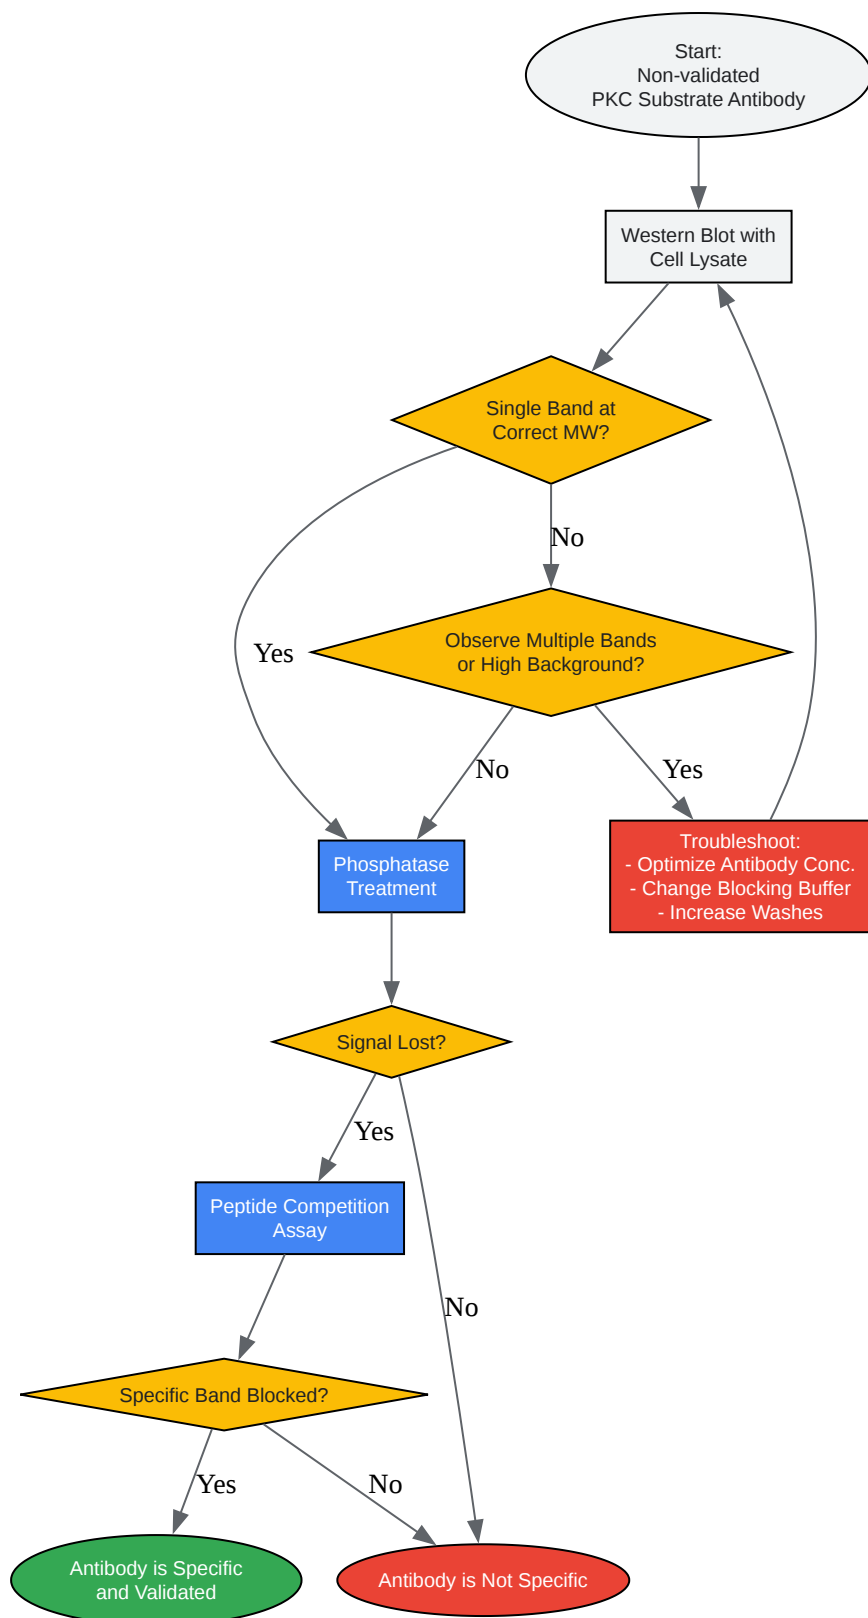 Start:
Non-validated
PKC Substrate Antibody
Western Blot with
Cell Lysate
Single Band at
Correct MW?
No
Yes
Observe Multiple Bands
or High Background?
No
Yes
Phosphatase
Treatment
Troubleshoot:
- Optimize Antibody Conc.
- Change Blocking Buffer
- Increase Washes
Signal Lost?
Yes
Peptide Competition
Assay
No
Specific Band Blocked?
Yes
No
Antibody is Specific
and Validated
Antibody is Not Specific